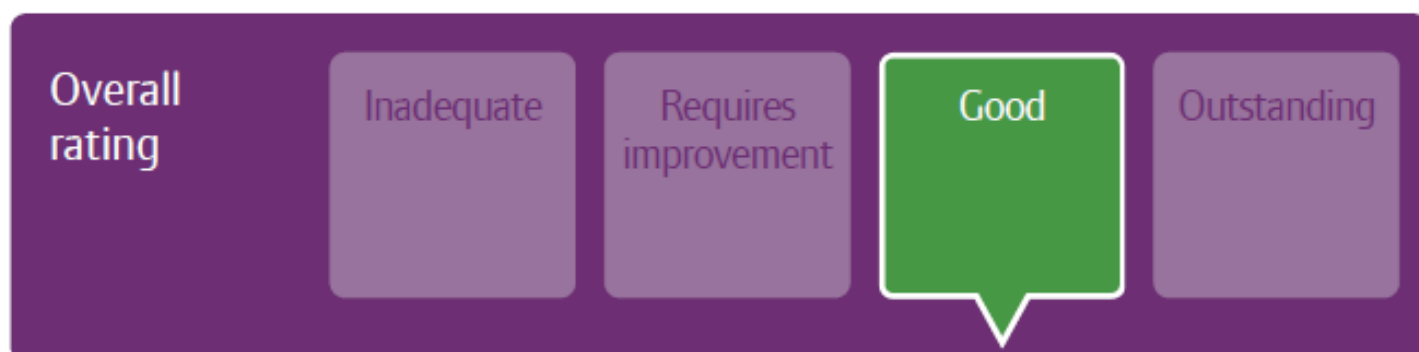 Overall
rating
Inadequate
Requires
improvement
Good
Outstanding